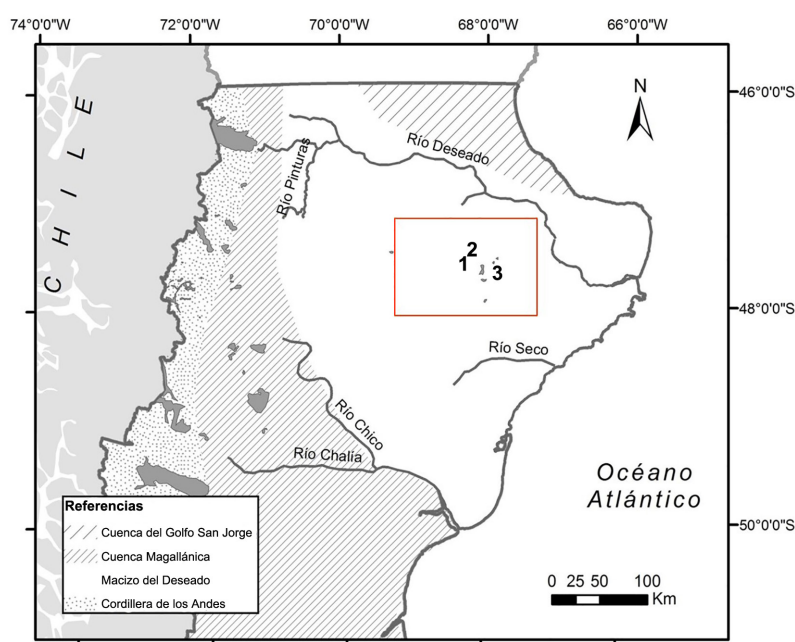 74°0'0"W 72°0'0"W 70°0'0"W 68°0'0"W 66°0'0"W
N
46°0'0"S
Río Deseado
Río Pinturas
CHILE
2
1
3
48°0'0"S
Río Seco
Río Chico
Río Chalía
Océano
Atlántico
Referencias
Cuenca del Golfo San Jorge
Cuenca Magallánica
Macizo del Deseado
Cordillera de los Andes
50°0'0"S
0 25 50 100
Km